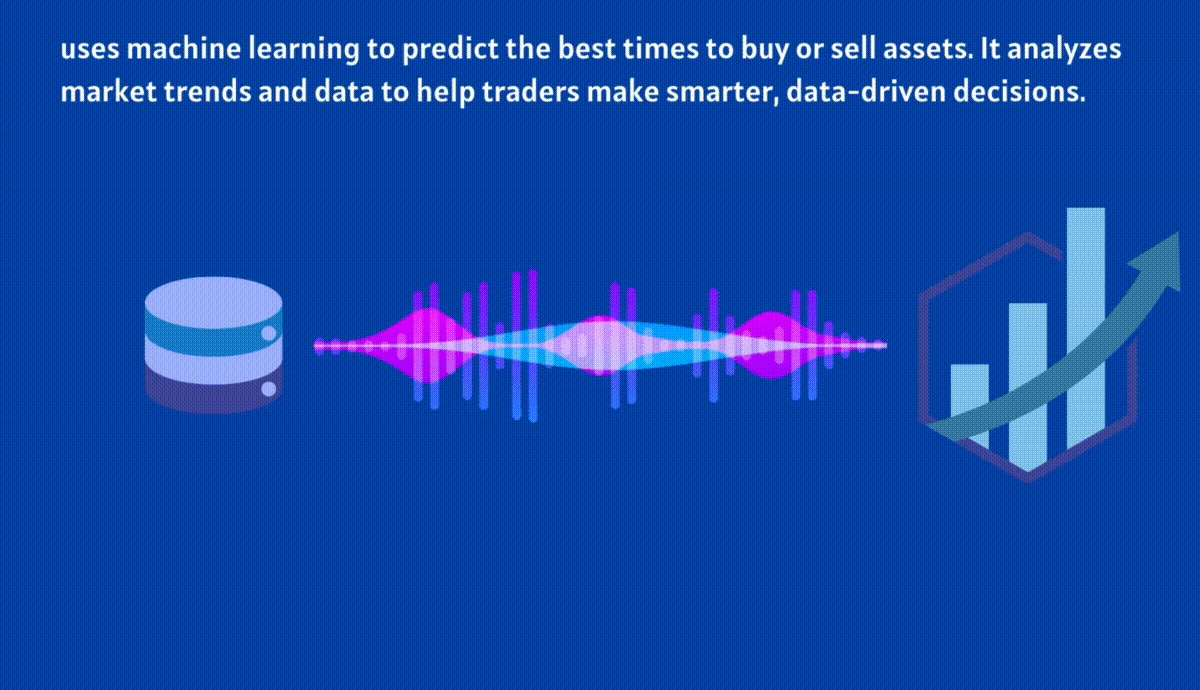 uses machine learning to predict the best times to buy or sell assets. It analyzes
market trends and data to help traders make smarter, data-driven decisions.